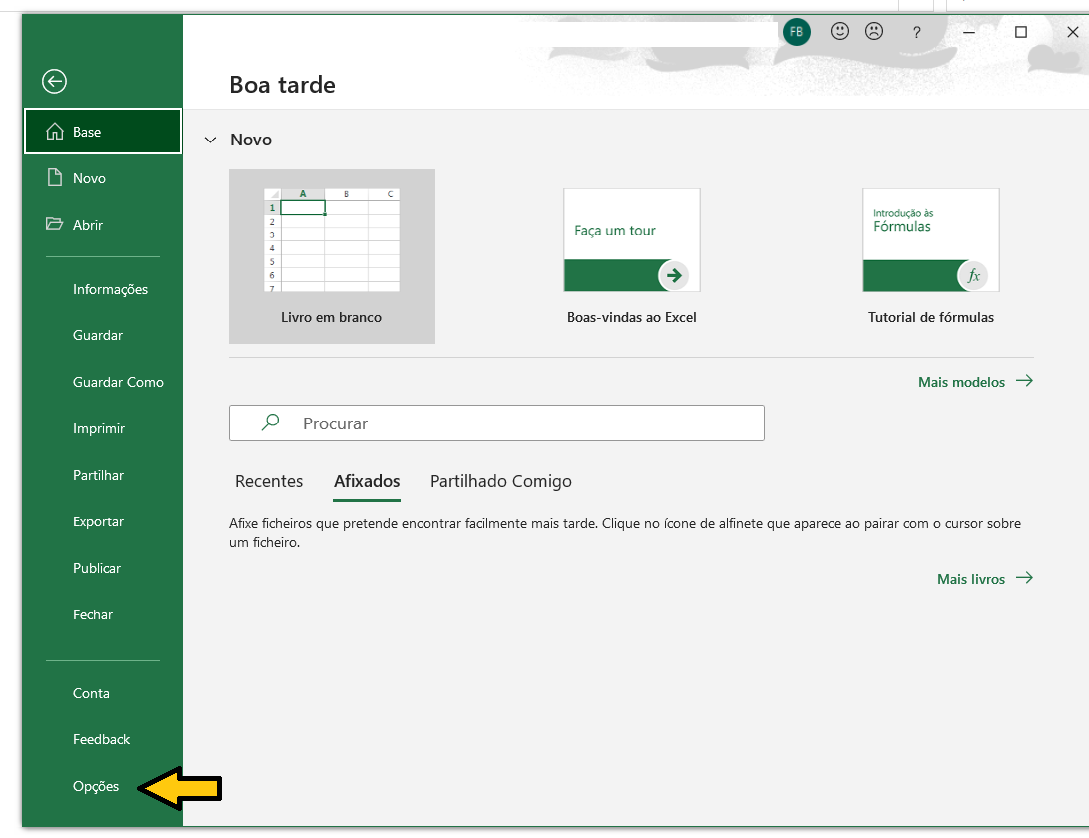 FB
?
Boa tarde
Base
Novo
Abrir
Informações
Guardar
Guardar Como
Imprimir
Partilhar
Exportar
Publicar
Fechar
Conta
Feedback
Opções
Novo
A B C
1
2
3
4
5
6
7
Livro em branco
Faça um tour
Boas-vindas ao Excel
Introdução às
Fórmulas
fx
Tutorial de fórmulas
Mais modelos
Procurar
Recentes Afixados Partilhado Comigo
Afixe ficheiros que pretende encontrar facilmente mais tarde. Clique no ícone de alfinete que aparece ao pairar com o cursor sobre
um ficheiro.
Mais livros